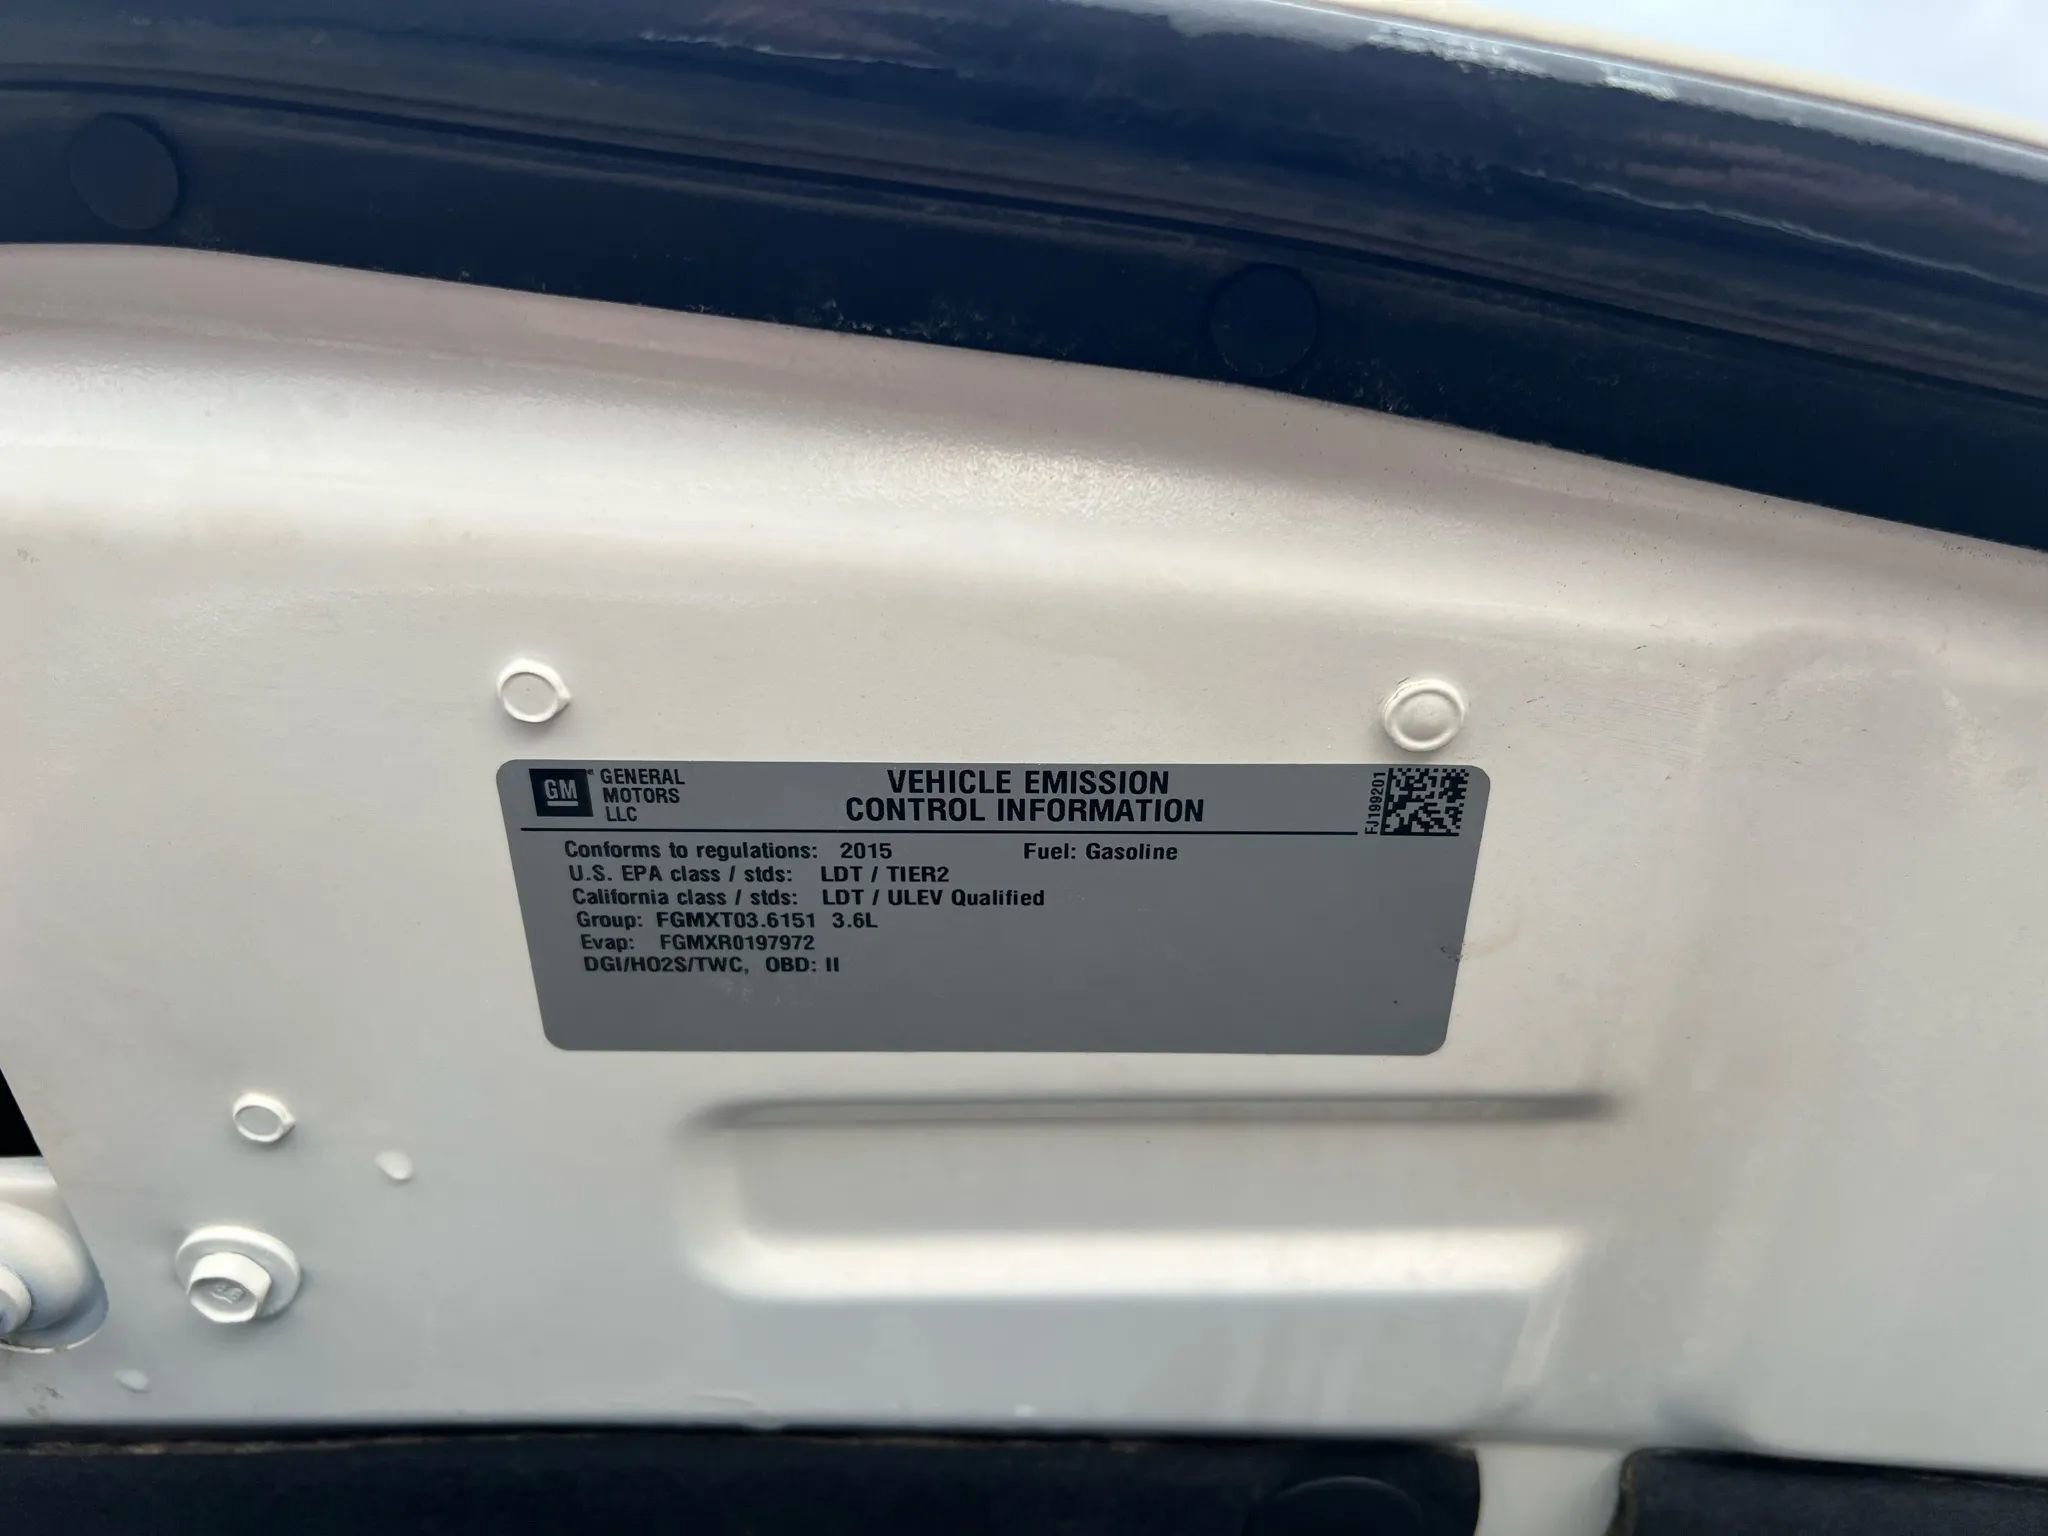 GM GENERAL
MOTORS
LLC
VEHICLE EMISSION
CONTROL INFORMATION
FJ199201
Conforms to regulations: 2015 Fuel: Gasoline
U.S. EPA class / stds: LDT / TIER2
California class / stds: LDT / ULEV Qualified
Group: FGMXT03.6151 3.6L
Evap: FGMXR0197972
DGI/HO2S/TWC, OBD: II